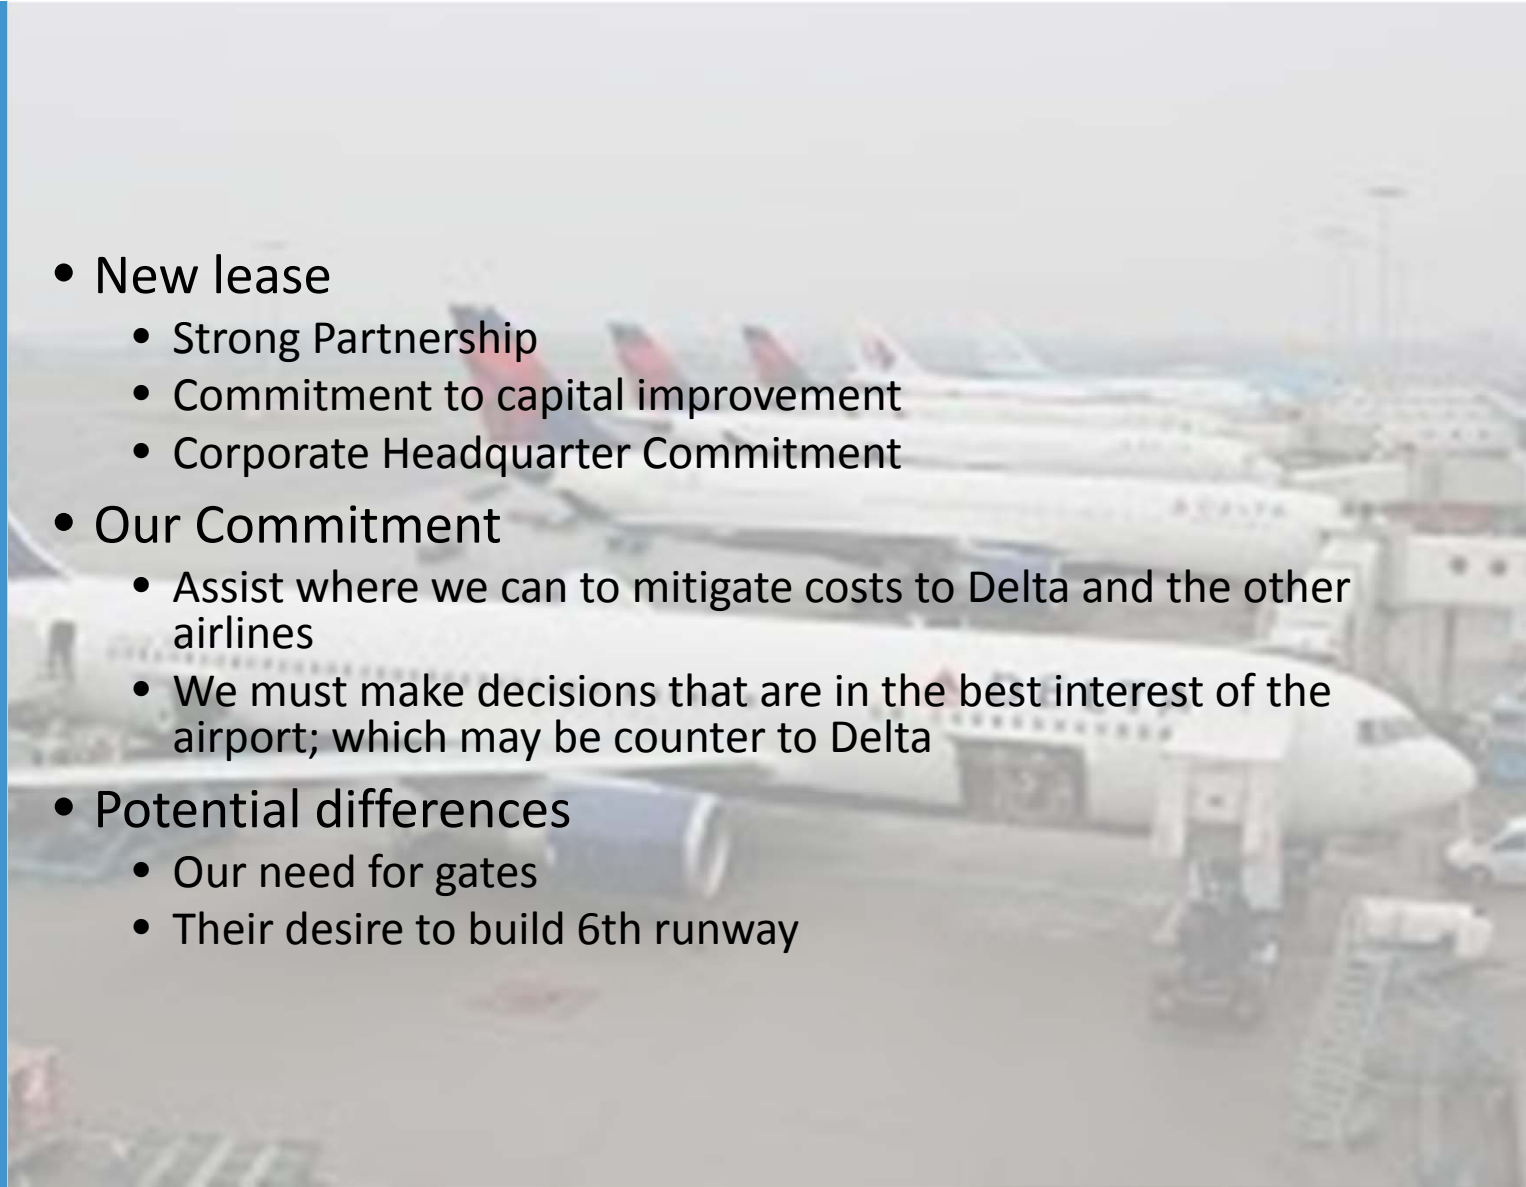 • New lease
• Strong Partnership
• Commitment to capital improvement
• Corporate Headquarter Commitment
• Our Commitment
• Assist where we can to mitigate costs to Delta and the other
airlines
• We must make decisions that are in the best interest of the
airport; which may be counter to Delta
• Potential differences
• Our need for gates
• Their desire to build 6th runway
DELTA